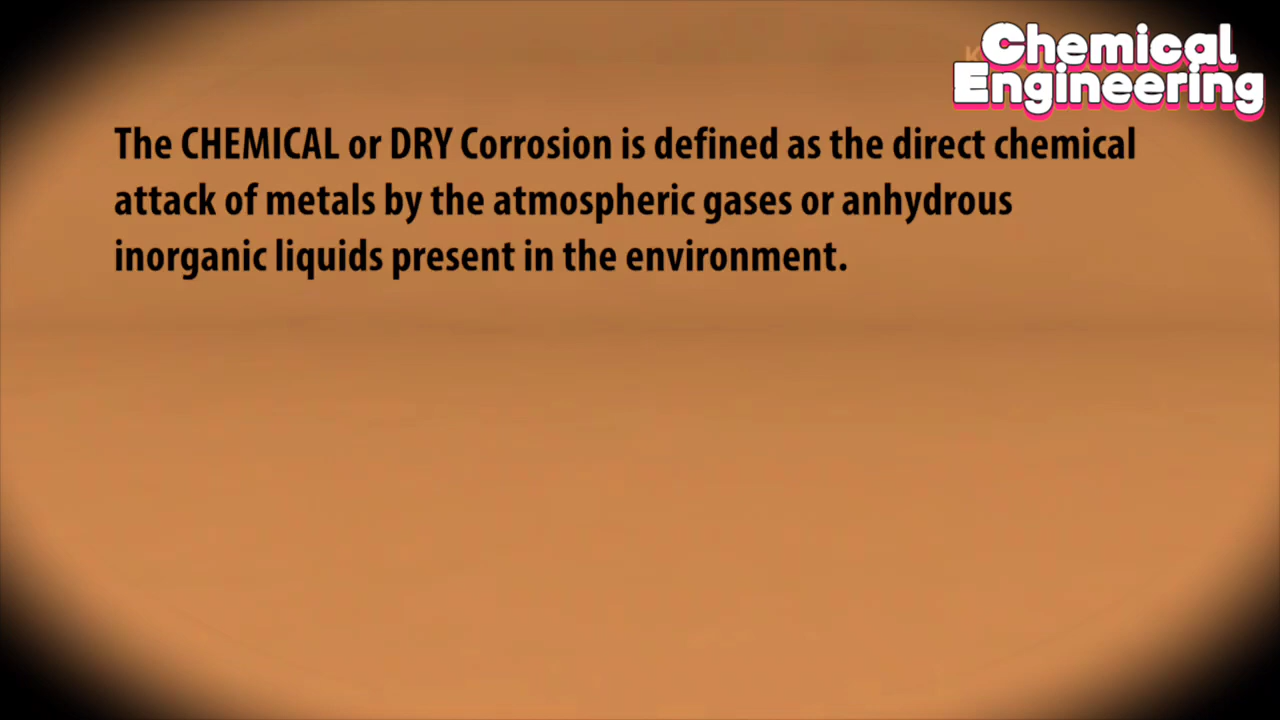 Chemical
Engineering
The CHEMICAL or DRY Corrosion is defined as the direct chemical
attack of metals by the atmospheric gases or anhydrous
inorganic liquids present in the environment.